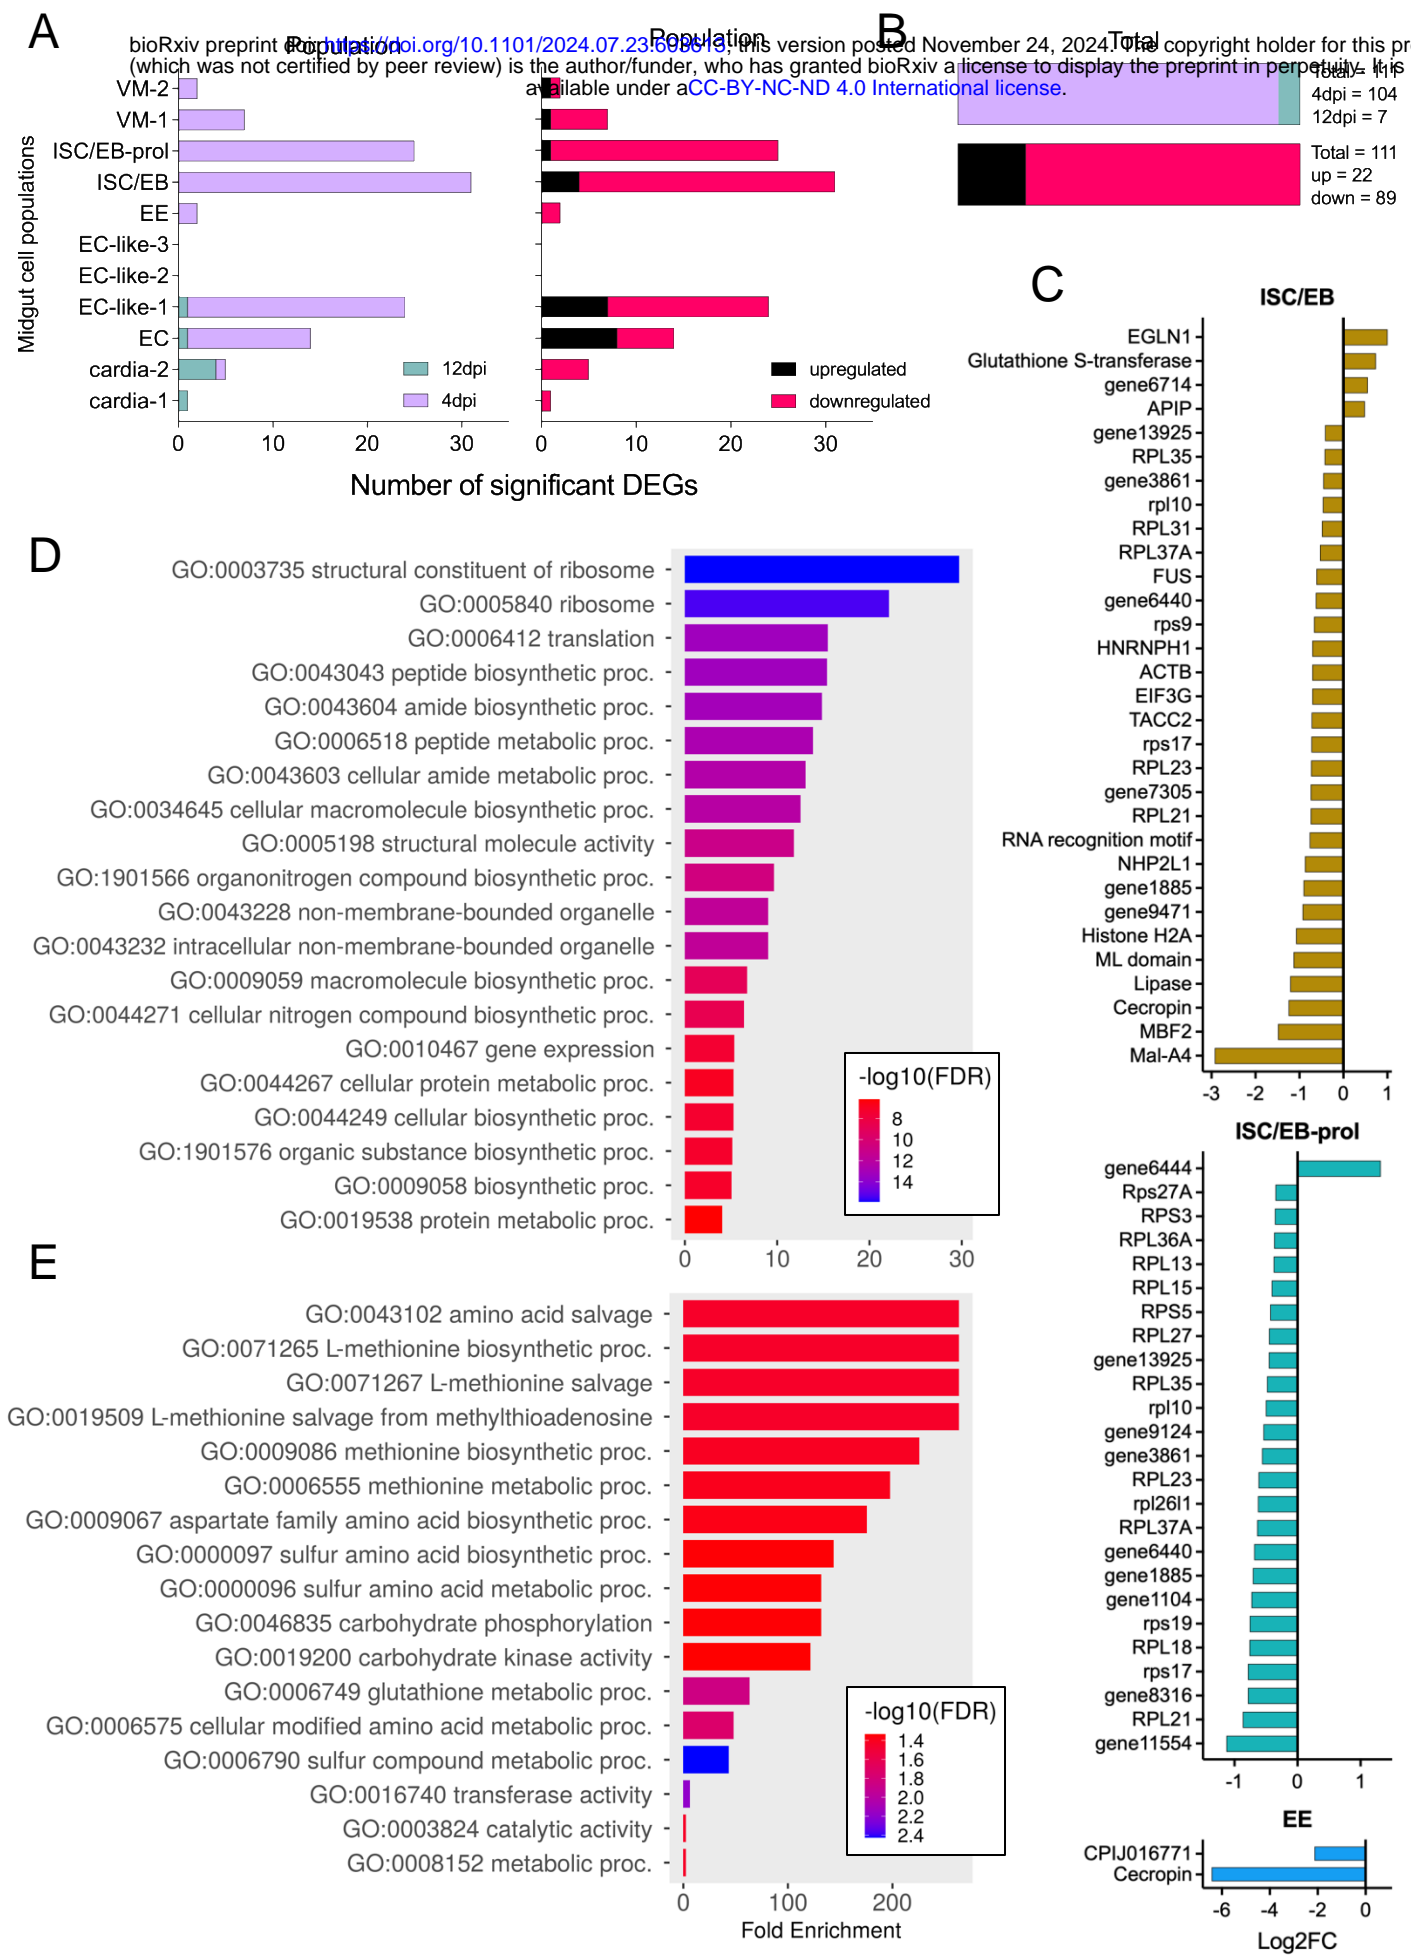 A
B
Population
Population
Total
bioRxiv preprint doi: https://doi.org/10.1101/2024.07.23.603613; this version posted November 24, 2024. The copyright holder for this pr
(which was not certified by peer review) is the author/funder, who has granted bioRxiv a license to display the preprint in perpetuity. It is
available under aCC-BY-NC-ND 4.0 International license.
Midgut cell populations
VM-2
VM-1
ISC/EB-prol
ISC/EB
EE
EC-like-3
EC-like-2
EC-like-1
EC
cardia-2
cardia-1
12dpi
4dpi
0 10 20 30
upregulated
downregulated
0 10 20 30
Number of significant DEGs
Total = 111
4dpi = 104
12dpi = 7
Total = 111
up = 22
down = 89
C
ISC/EB
EGLN1
Glutathione S-transferase
gene6714
APIP
gene13925
RPL35
gene3861
rpl10
RPL31
RPL37A
FUS
gene6440
rps9
HNRNPH1
ACTB
EIF3G
TACC2
rps17
RPL23
gene7305
RPL21
RNA recognition motif
NHP2L1
gene1885
gene9471
Histone H2A
ML domain
Lipase
Cecropin
MBF2
Mal-A4
-3 -2 -1 0 1
ISC/EB-prol
gene6444
Rps27A
RPS3
RPL36A
RPL13
RPL15
RPS5
RPL27
gene13925
RPL35
rpl10
gene9124
gene3861
RPL23
rpl26l1
RPL37A
gene6440
gene1885
gene1104
rps19
RPL18
rps17
gene8316
RPL21
gene11554
-1 0 1
EE
CPIJ016771
Cecropin
-6 -4 -2 0
Log2FC
D
GO:0003735 structural constituent of ribosome
GO:0005840 ribosome
GO:0006412 translation
GO:0043043 peptide biosynthetic proc.
GO:0043604 amide biosynthetic proc.
GO:0006518 peptide metabolic proc.
GO:0043603 cellular amide metabolic proc.
GO:0034645 cellular macromolecule biosynthetic proc.
GO:0005198 structural molecule activity
GO:1901566 organonitrogen compound biosynthetic proc.
GO:0043228 non-membrane-bounded organelle
GO:0043232 intracellular non-membrane-bounded organelle
GO:0009059 macromolecule biosynthetic proc.
GO:0044271 cellular nitrogen compound biosynthetic proc.
GO:0010467 gene expression
GO:0044267 cellular protein metabolic proc.
GO:0044249 cellular biosynthetic proc.
GO:1901576 organic substance biosynthetic proc.
GO:0009058 biosynthetic proc.
GO:0019538 protein metabolic proc.
-log10(FDR)
8
10
12
14
0 10 20 30
E
GO:0043102 amino acid salvage
GO:0071265 L-methionine biosynthetic proc.
GO:0071267 L-methionine salvage
GO:0019509 L-methionine salvage from methylthioadenosine
GO:0009086 methionine biosynthetic proc.
GO:0006555 methionine metabolic proc.
GO:0009067 aspartate family amino acid biosynthetic proc.
GO:0000097 sulfur amino acid biosynthetic proc.
GO:0000096 sulfur amino acid metabolic proc.
GO:0046835 carbohydrate phosphorylation
GO:0019200 carbohydrate kinase activity
GO:0006749 glutathione metabolic proc.
GO:0006575 cellular modified amino acid metabolic proc.
GO:0006790 sulfur compound metabolic proc.
GO:0016740 transferase activity
GO:0003824 catalytic activity
GO:0008152 metabolic proc.
-log10(FDR)
1.4
1.6
1.8
2.0
2.2
2.4
0 100 200
Fold Enrichment